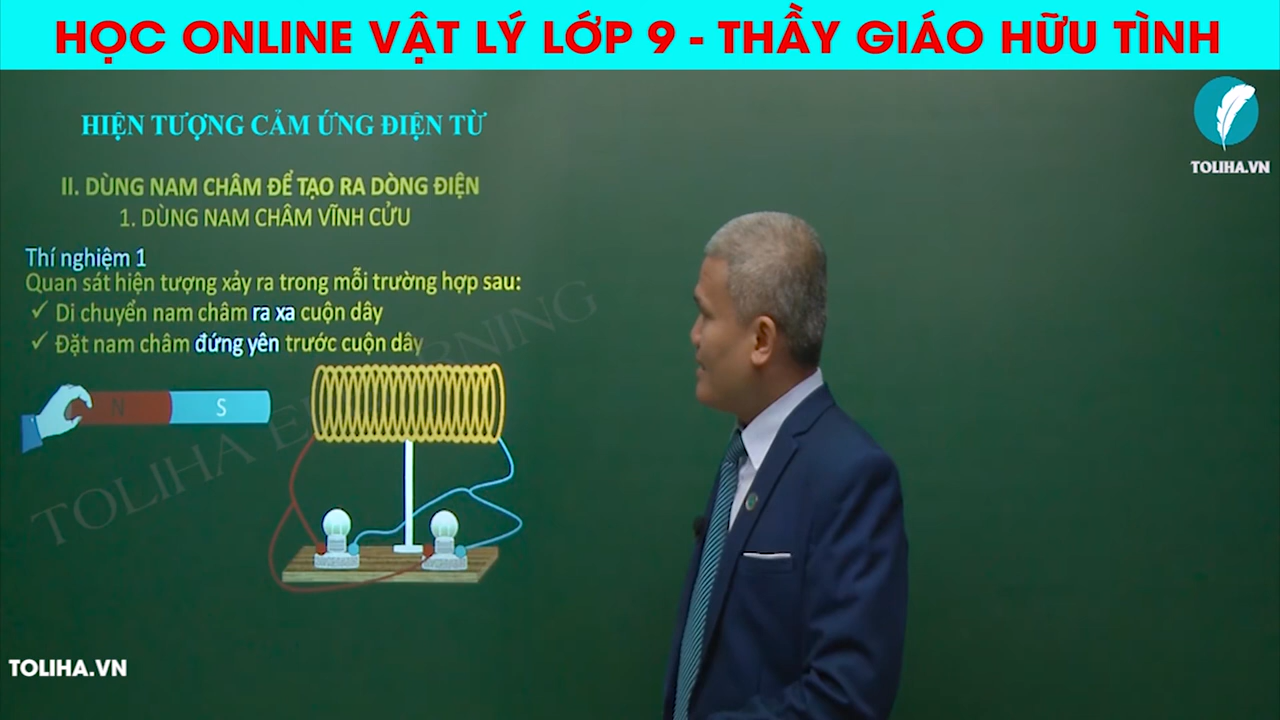 HỌC ONLINE VẬT LÝ LỚP 9 - THẦY GIÁO HỮU TÌNH
TOLIHA.VN
HIỆN TƯỢNG CẢM ỨNG ĐIỆN TỪ
II. DÙNG NAM CHÂM ĐỂ TẠO RA DÒNG ĐIỆN
1. DÙNG NAM CHÂM VĨNH CỬU
Thí nghiệm 1
Quan sát hiện tượng xảy ra trong mỗi trường hợp sau:
✓ Di chuyển nam châm ra xa cuộn dây
✓ Đặt nam châm đứng yên trước cuộn dây
N S
TOLIHA E-LEARNING
TOLIHA.VN